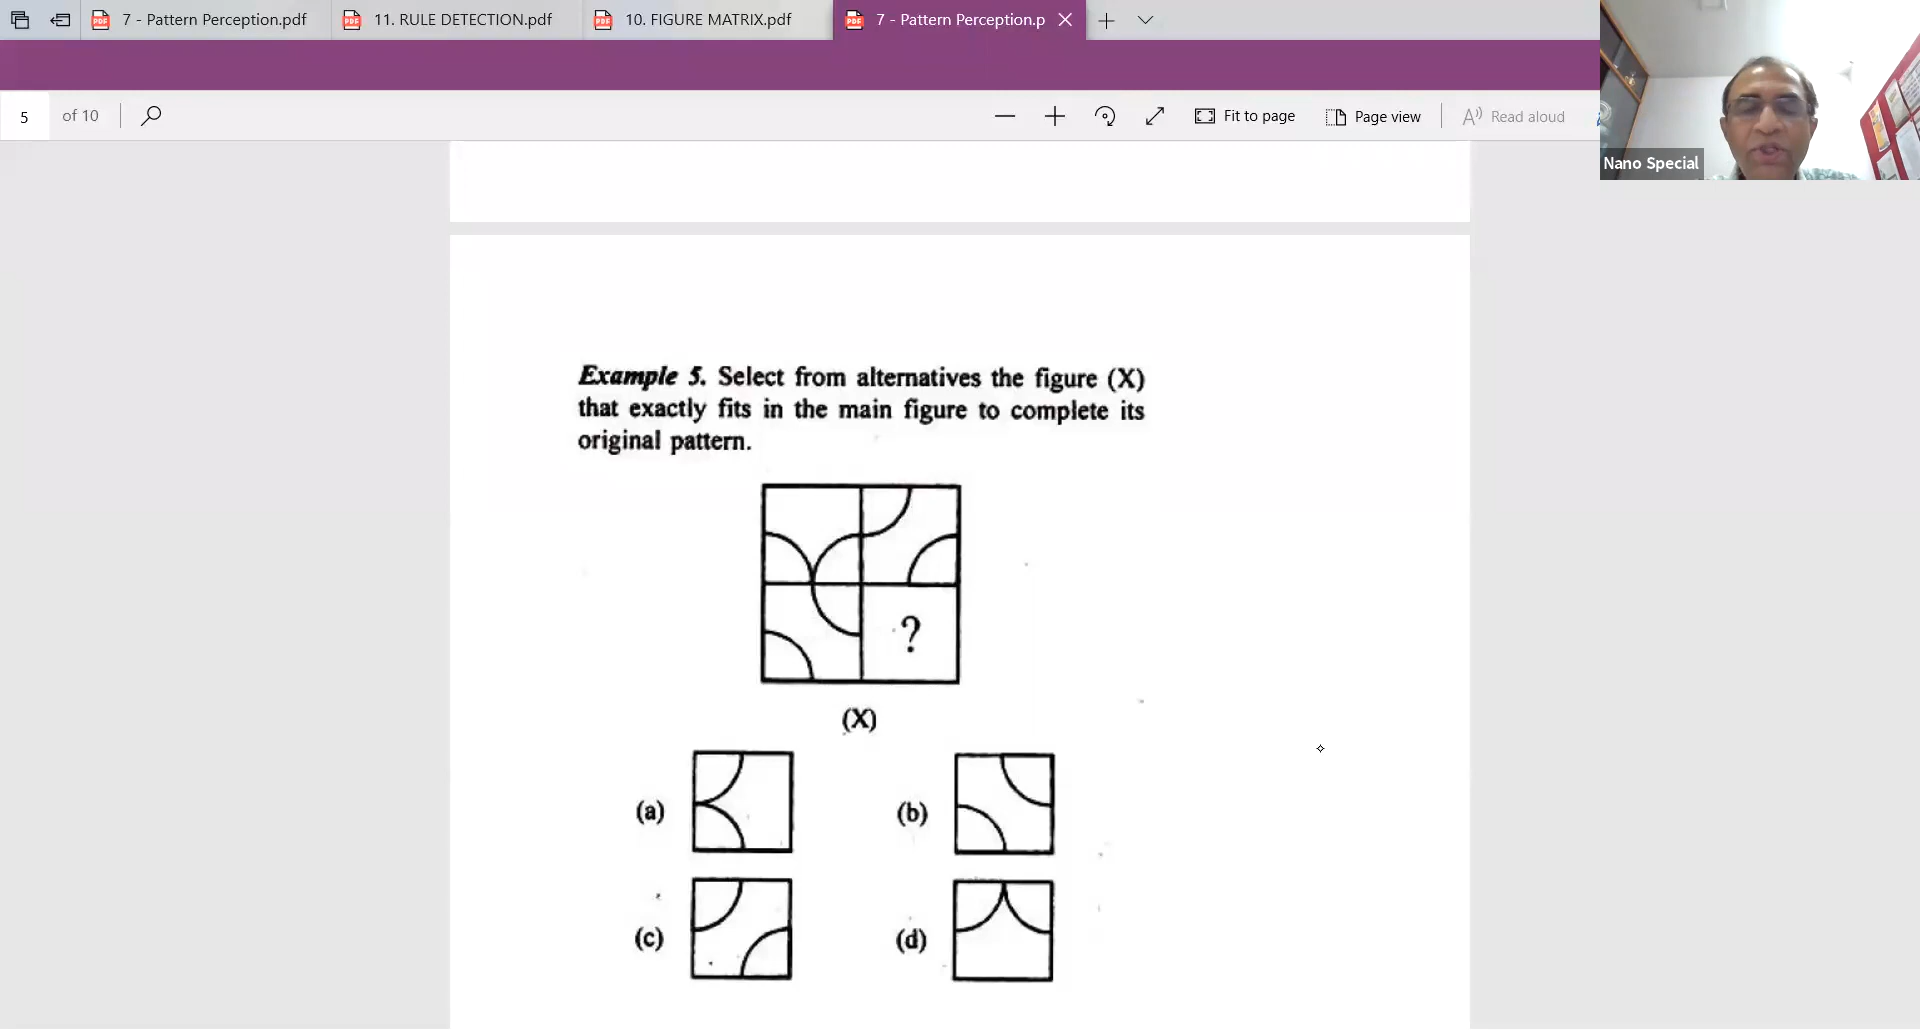 7 - Pattern Perception.pdf
11. RULE DETECTION.pdf
10. FIGURE MATRIX.pdf
7 - Pattern Perception.p
5 of 10
Fit to page
Page view
Read aloud
Nano Special
Example 5. Select from alternatives the figure (X)
that exactly fits in the main figure to complete its
original pattern.
?
(X)
(a)
(b)
(c)
(d)